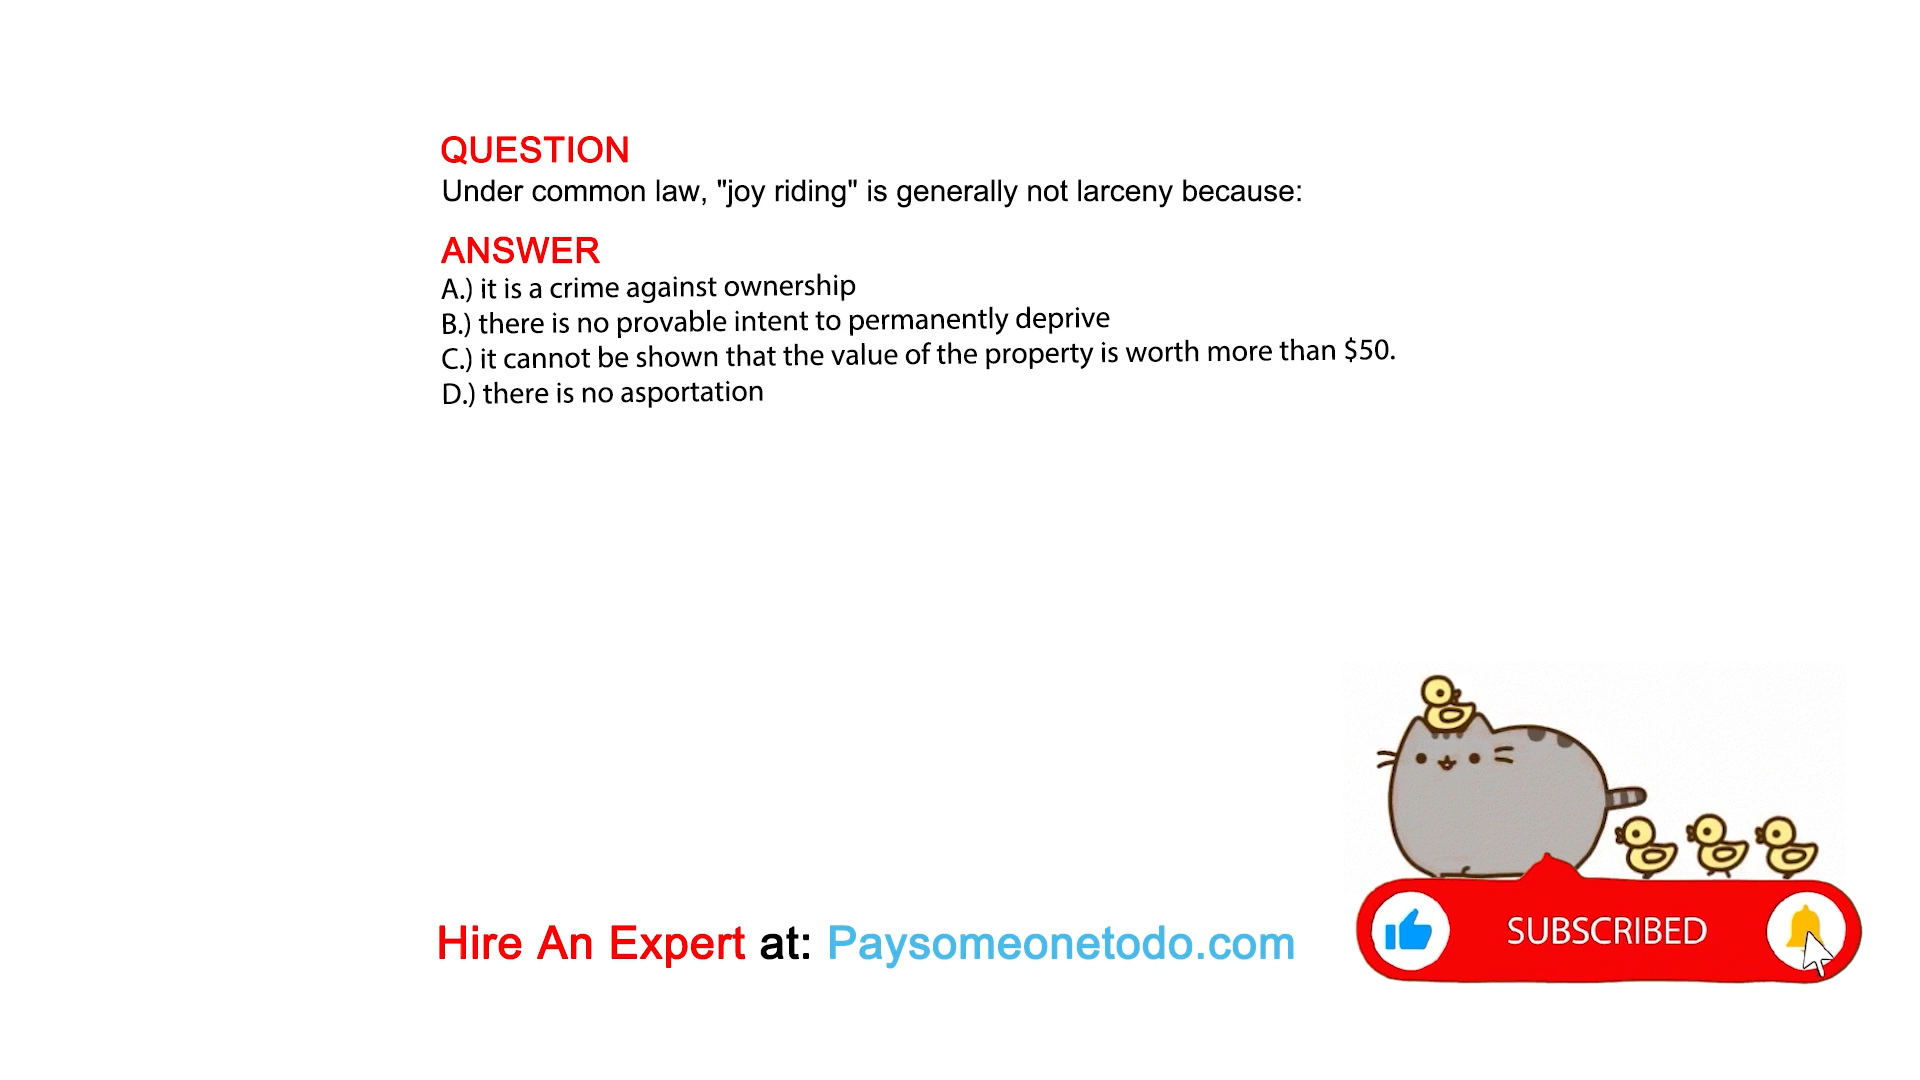 QUESTION
Under common law, "joy riding" is generally not larceny because:
ANSWER
A.) it is a crime against ownership
B.) there is no provable intent to permanently deprive
C.) it cannot be shown that the value of the property is worth more than $50.
D.) there is no asportation
Hire An Expert at: Paysomeonetodo.com
SUBSCRIBED